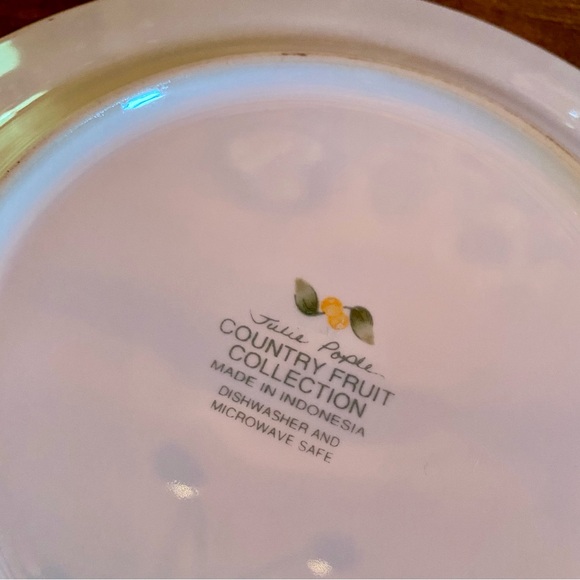 Julie Pople
COUNTRY FRUIT
COLLECTION
MADE IN INDONESIA
DISHWASHER AND
MICROWAVE SAFE